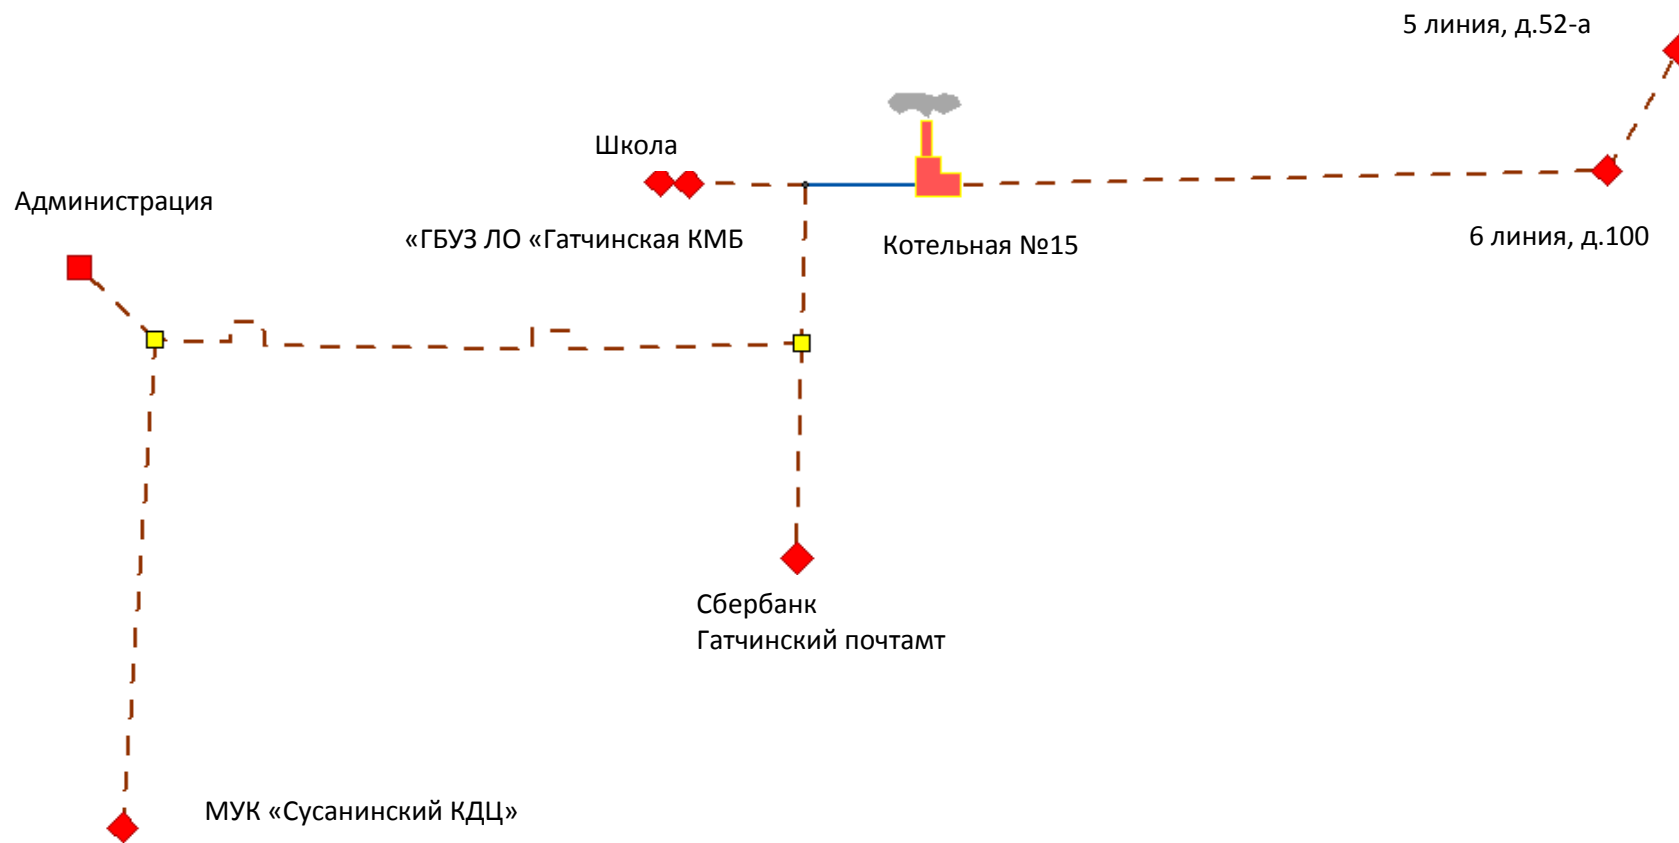 5 линия, д.52-а
Школа
Администрация
«ГБУЗ ЛО «Гатчинская КМБ
Котельная №15
6 линия, д.100
Сбербанк
Гатчинский почтамт
МУК «Сусанинский КДЦ»